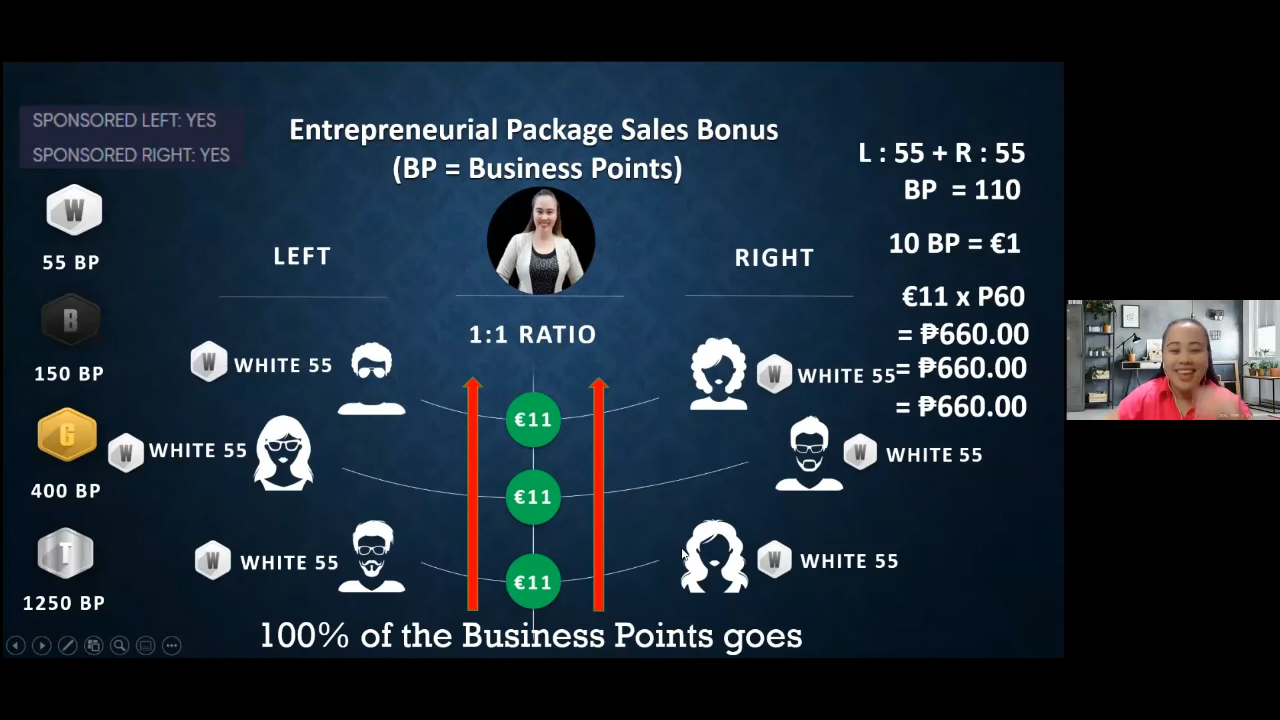 SPONSORED LEFT: YES
SPONSORED RIGHT: YES
Entrepreneurial Package Sales Bonus
(BP = Business Points)
L : 55 + R : 55
BP = 110
10 BP = €1
€11 x P60
= ₱660.00
= ₱660.00
= ₱660.00
W
55 BP
B
150 BP
G
400 BP
T
1250 BP
LEFT
RIGHT
1:1 RATIO
W WHITE 55
W WHITE 55
€11
W WHITE 55
W WHITE 55
€11
W WHITE 55
W WHITE 55
€11
100% of the Business Points goes